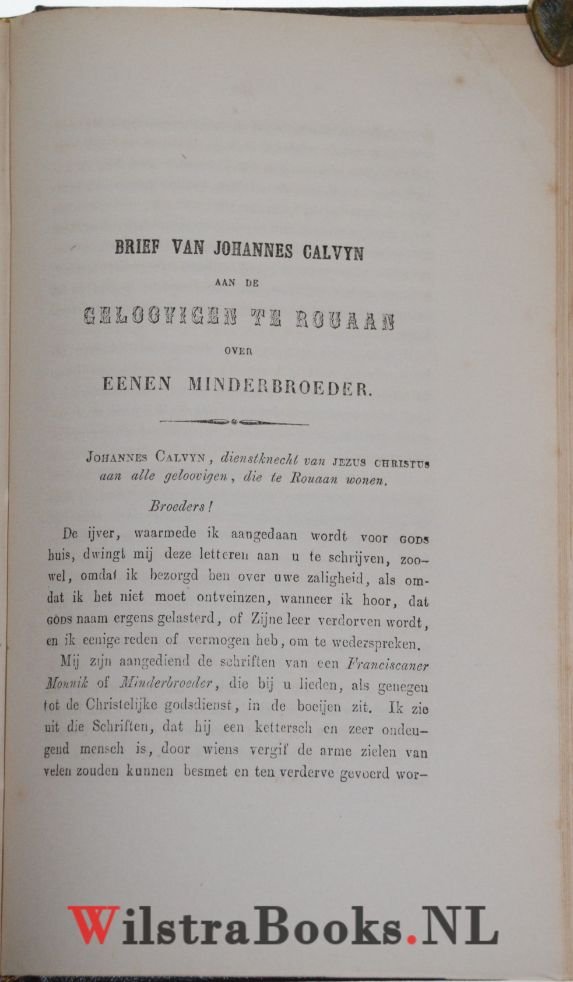 BRIEF VAN JOHANNES CALVYN
AAN DE
GELOOVIGEN TE ROUAAN
OVER
EENEN MINDERBROEDER.
JOHANNES CALVYN, dienstknecht van JEZUS CHRISTUS
aan alle geloovigen, die te Rouaan wonen.
Broeders!
De ijver, waarmede ik aangedaan wordt voor GODS
huis, dwingt mij deze letteren aan u te schrijven, zoo-
wel, omdat ik bezorgd ben over uwe zaligheid, als om-
dat ik het niet moet ontveinzen, wanneer ik hoor, dat
GODS naam ergens gelasterd, of Zijne leer verdorven wordt,
en ik eenige reden of vermogen heb, om te wederspreken.
Mij zijn aangediend de schriften van een Franciscaner
Monnik of Minderbroeder, die bij u lieden, als genegen
tot de Christelijke godsdienst, in de boeijen zit. Ik zie
uit die Schriften, dat hij een kettersch en zeer ondeu-
gend mensch is, door wiens vergif de arme zielen van
velen zouden kunnen besmet en ten verderve gevoerd wor-
WilstraBooks.NL